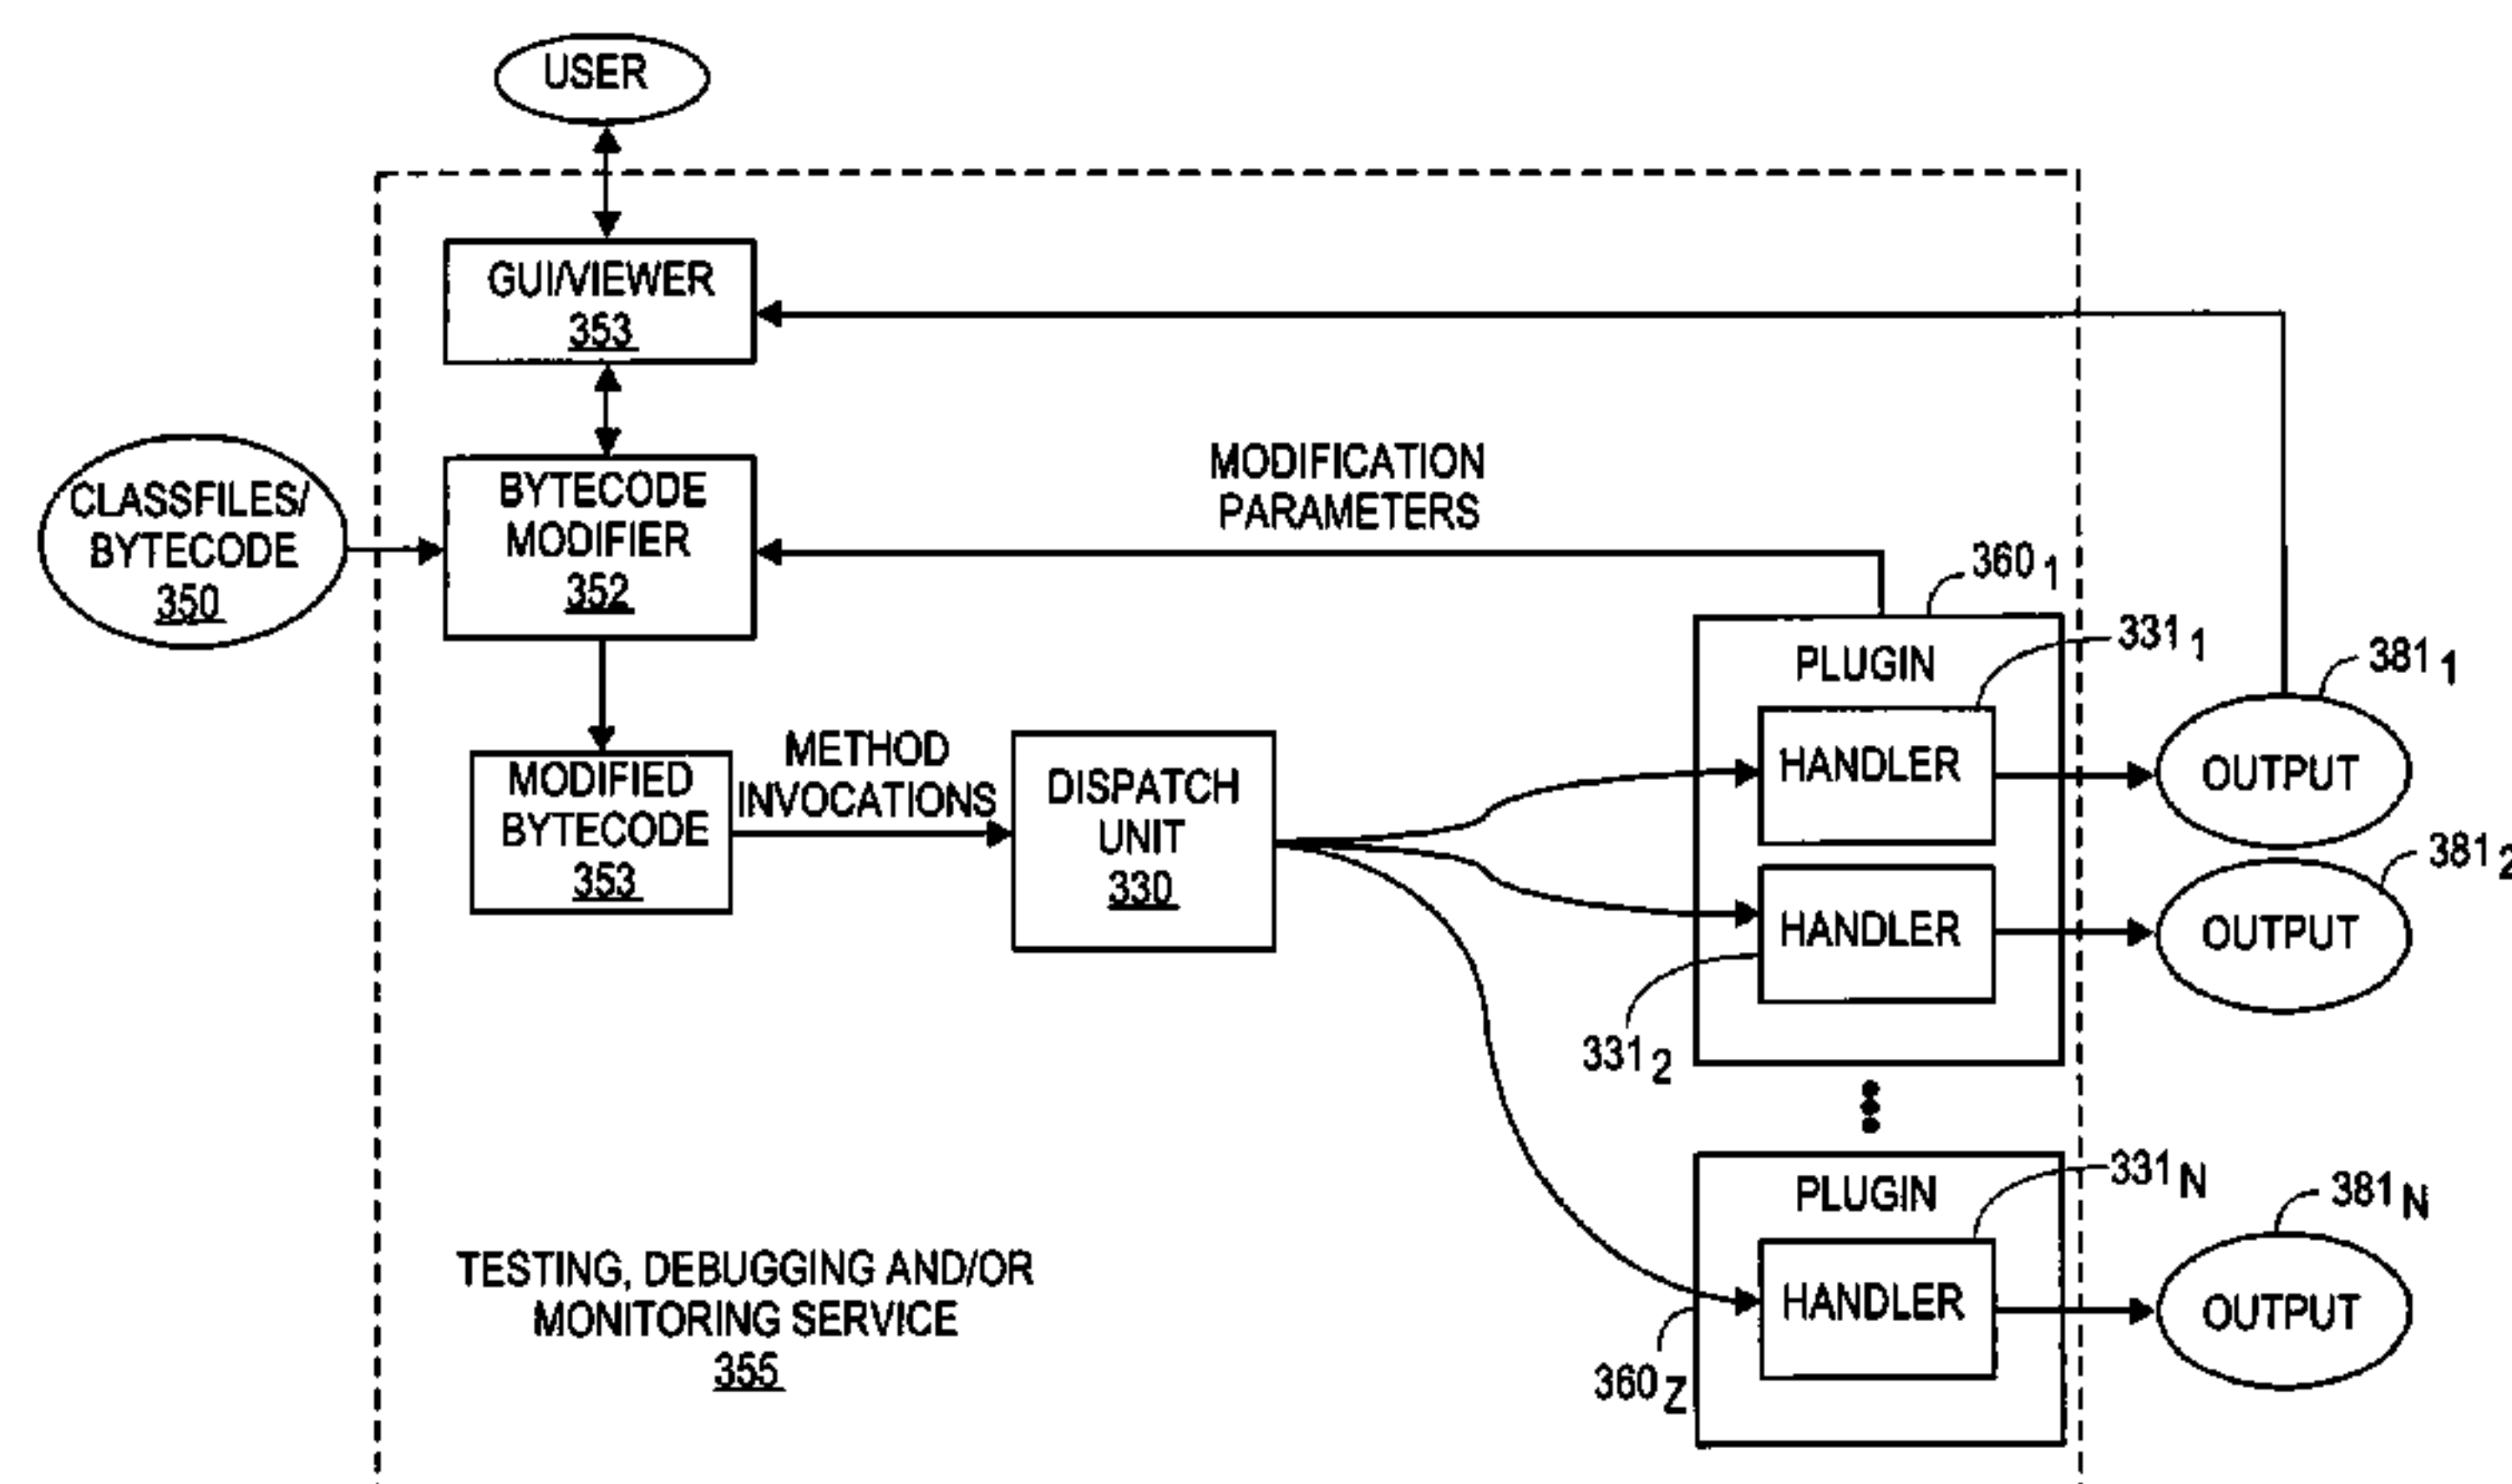 USER
GUI/VIEWER
353
CLASSFILES/
BYTECODE
350
BYTECODE
MODIFIER
352
MODIFICATION
PARAMETERS
360 1
PLUGIN
331 1
HANDLER
381 1
OUTPUT
MODIFIED
BYTECODE
353
METHOD
INVOCATIONS
DISPATCH
UNIT
330
HANDLER
331 2
381 2
OUTPUT
PLUGIN
331 N
HANDLER
360 Z
381 N
OUTPUT
TESTING, DEBUGGING AND/OR
MONITORING SERVICE
355